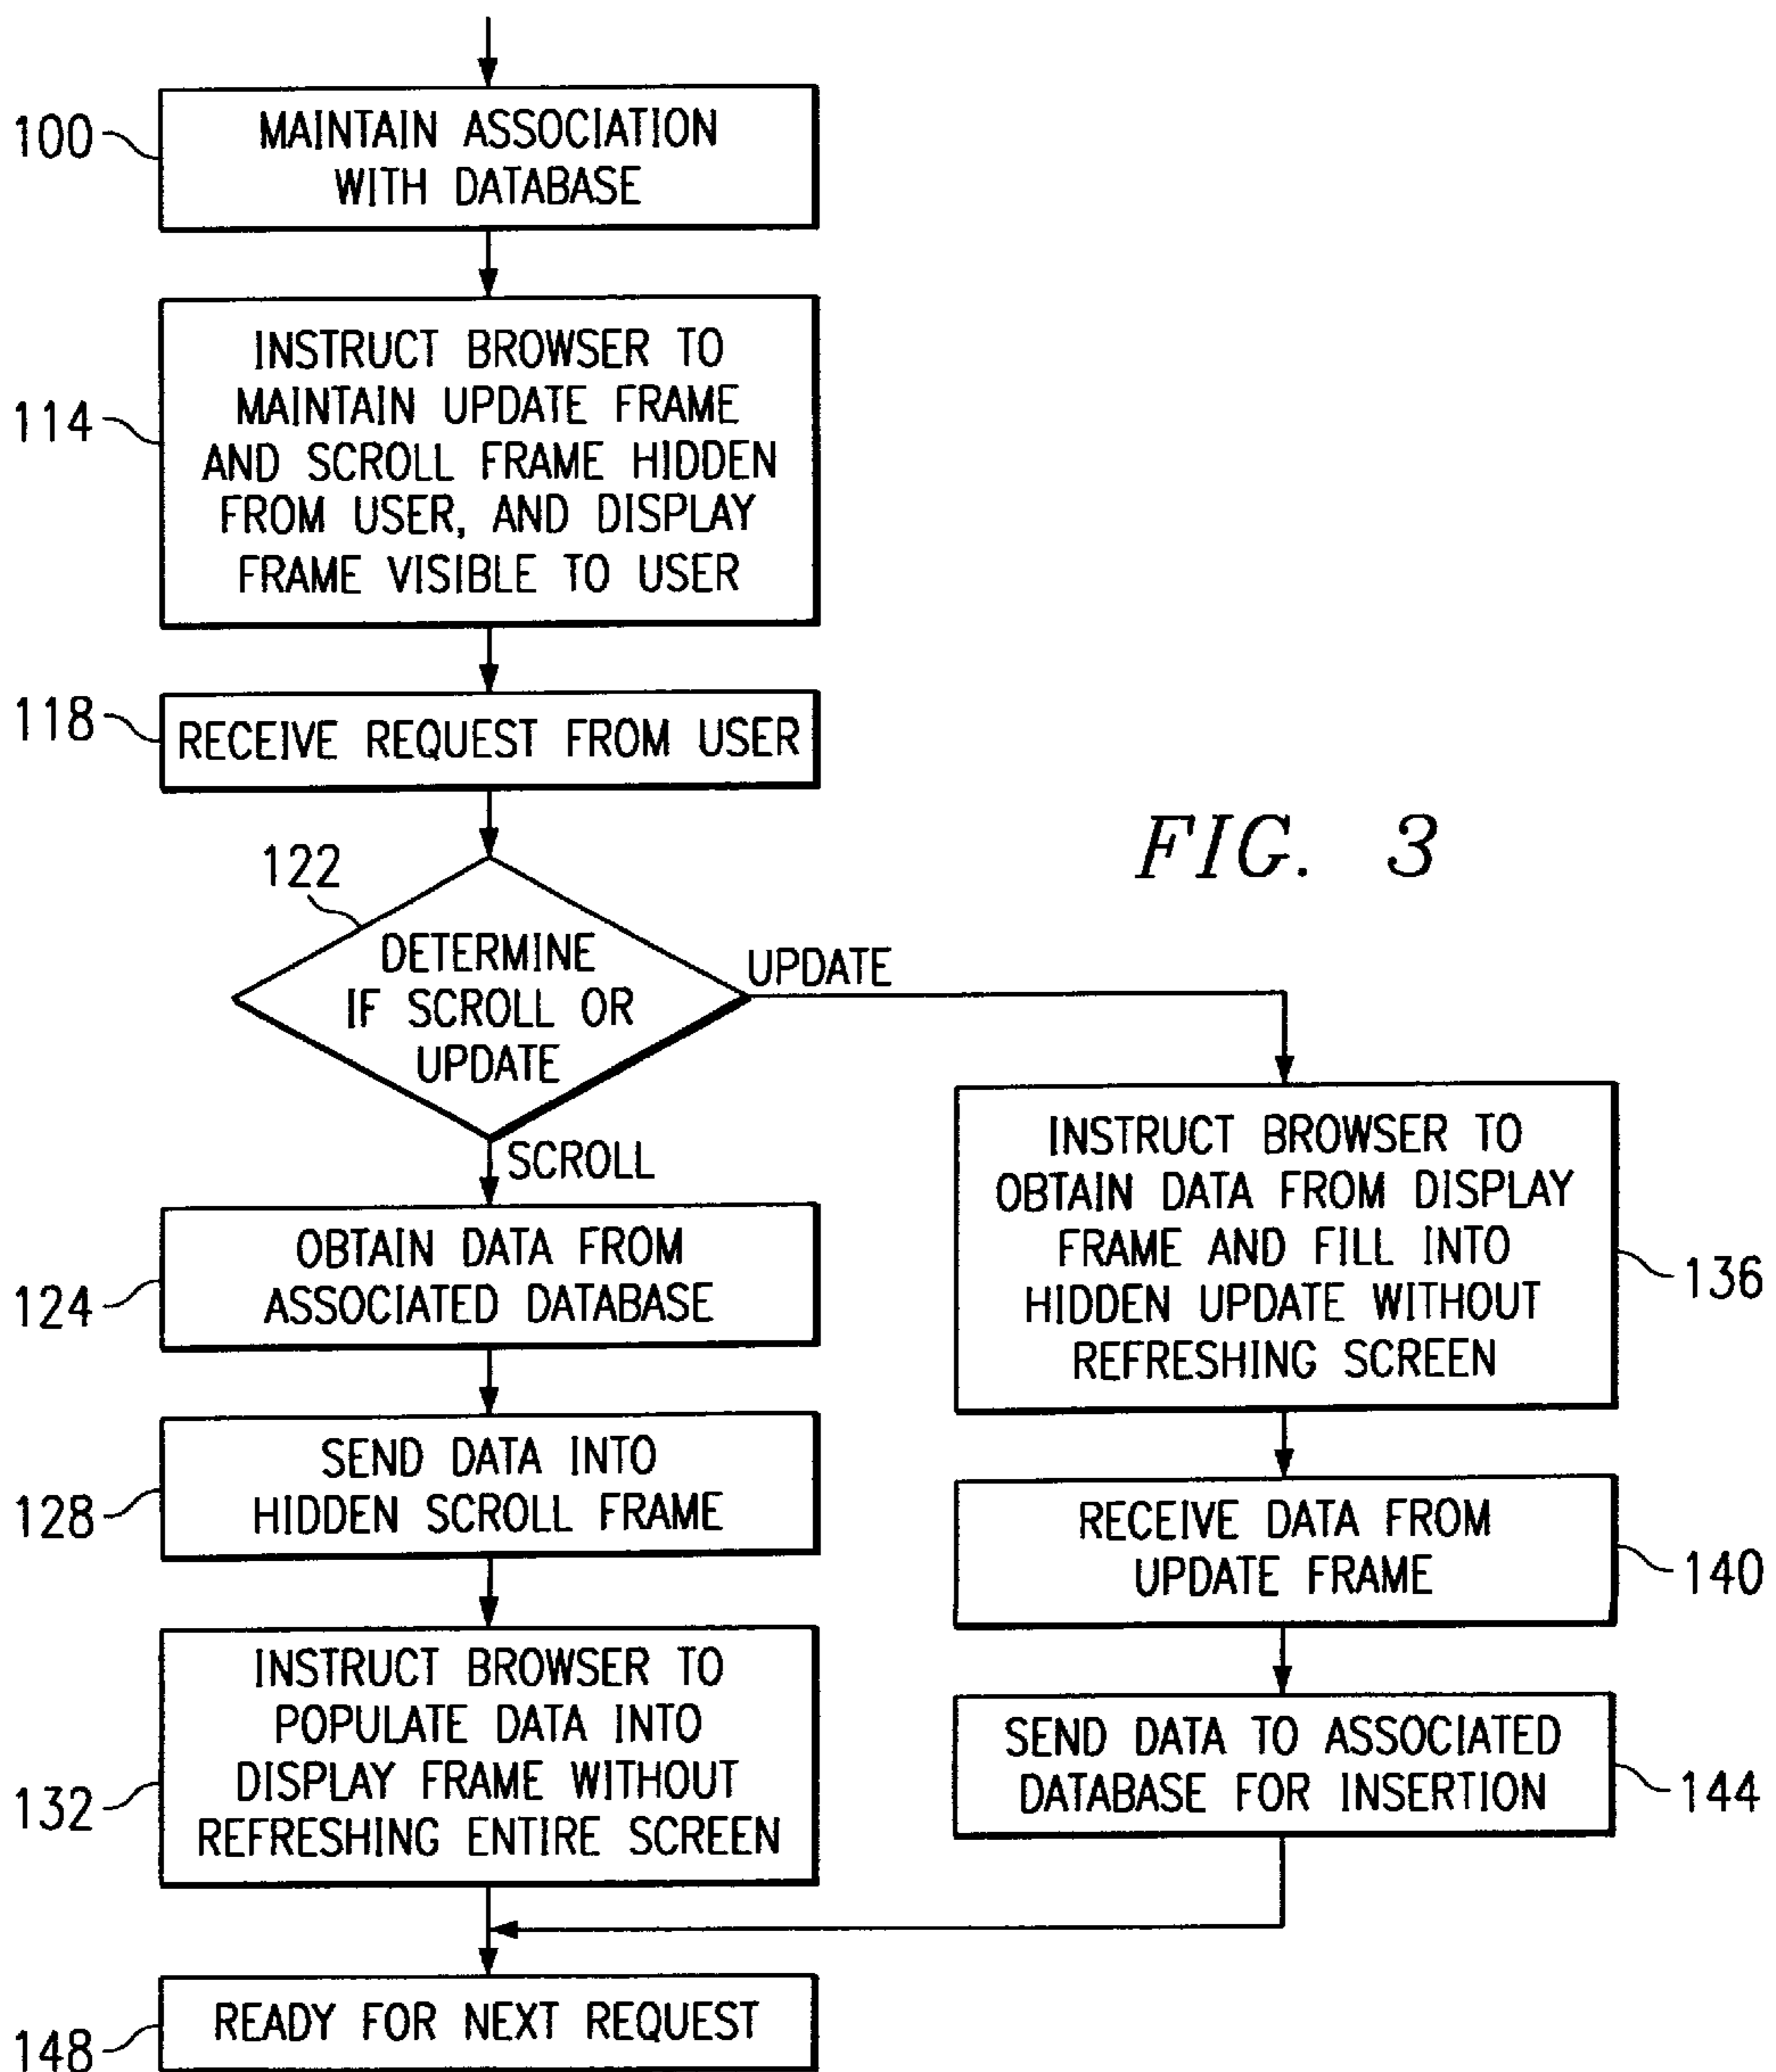 100
MAINTAIN ASSOCIATION
WITH DATABASE
114
INSTRUCT BROWSER TO
MAINTAIN UPDATE FRAME
AND SCROLL FRAME HIDDEN
FROM USER, AND DISPLAY
FRAME VISIBLE TO USER
118
RECEIVE REQUEST FROM USER
FIG. 3
122
DETERMINE
IF SCROLL OR
UPDATE
UPDATE
SCROLL
124
OBTAIN DATA FROM
ASSOCIATED DATABASE
128
SEND DATA INTO
HIDDEN SCROLL FRAME
132
INSTRUCT BROWSER TO
POPULATE DATA INTO
DISPLAY FRAME WITHOUT
REFRESHING ENTIRE SCREEN
INSTRUCT BROWSER TO
OBTAIN DATA FROM DISPLAY
FRAME AND FILL INTO
HIDDEN UPDATE WITHOUT
REFRESHING SCREEN
136
RECEIVE DATA FROM
UPDATE FRAME
140
SEND DATA TO ASSOCIATED
DATABASE FOR INSERTION
144
148
READY FOR NEXT REQUEST